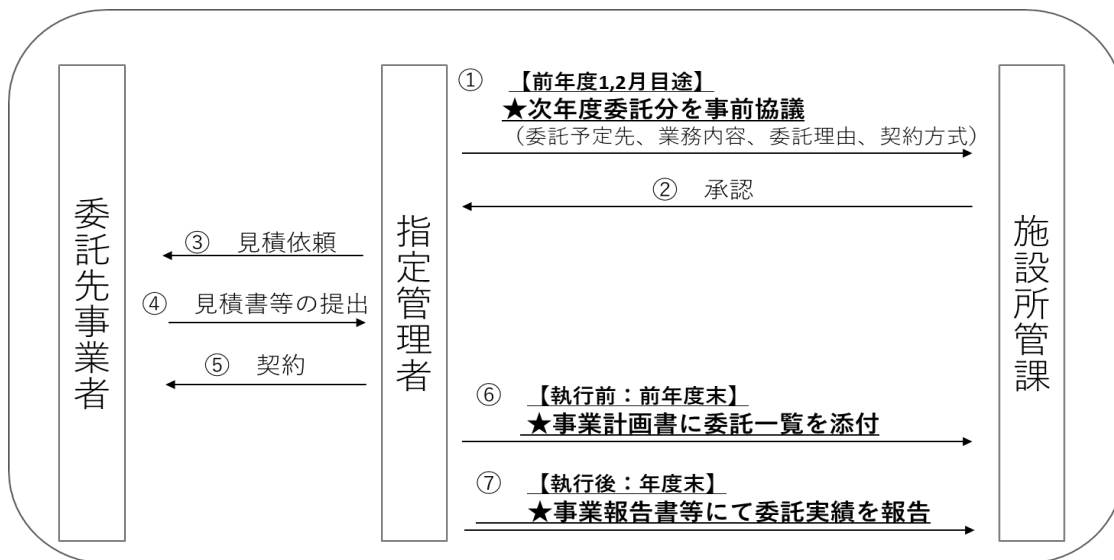 委託先事業者
指定管理者
施設所管課
① 【前年度1,2月目途】
★次年度委託分を事前協議
（委託予定先、業務内容、委託理由、契約方式）
② 承認
③ 見積依頼
④ 見積書等の提出
⑤ 契約
⑥ 【執行前：前年度末】
★事業計画書に委託一覧を添付
⑦ 【執行後：年度末】
★事業報告書等にて委託実績を報告